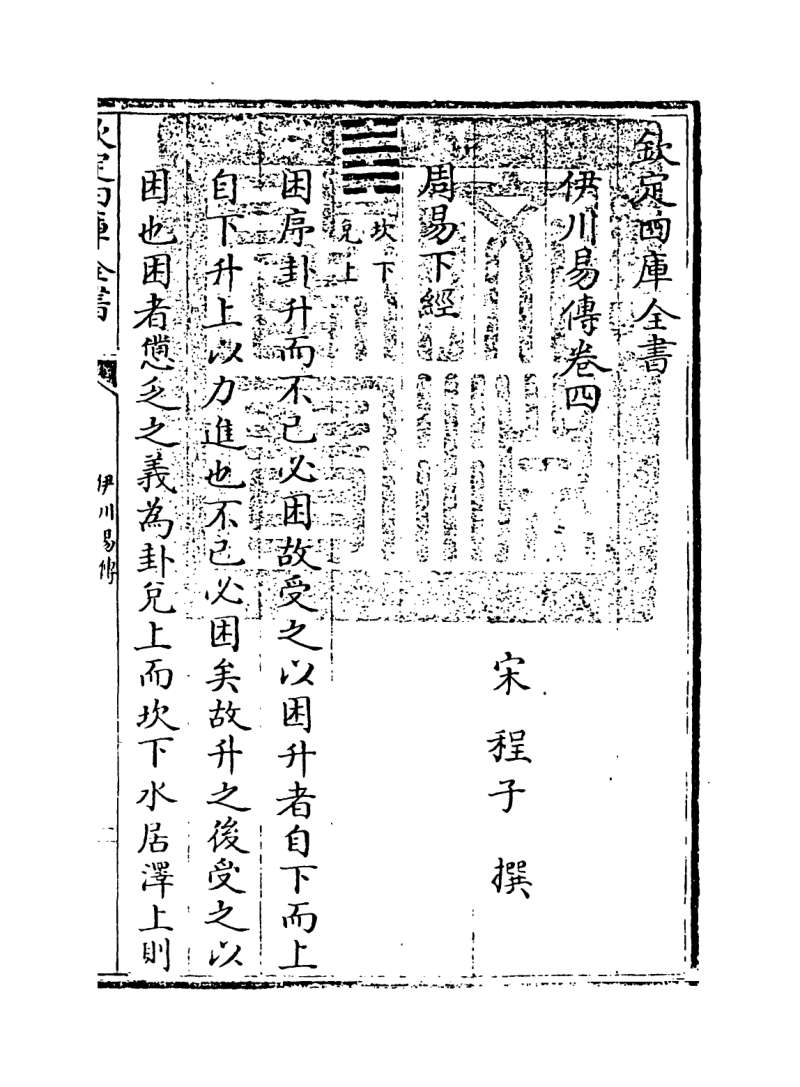 欽定四庫全書
伊川易傳卷四
宋 程子 撰
周易下經
坎下
兌上
困序卦升而不已必困故受之以困升者自下而上
自下升上以力進也不已必困矣故升之後受之以
困也困者憊乏之義為卦兌上而坎下水居澤上則
欽定四庫全書
伊川易傳